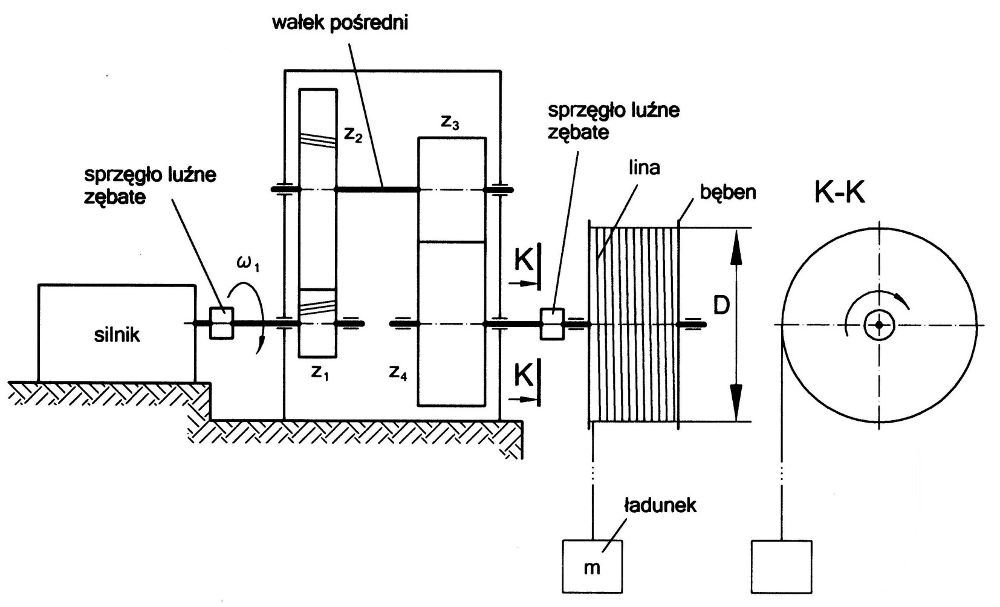 wałek pośredni
sprzęgło luźne
zębate
z₃
z₂
lina
bęben
K-K
sprzęgło luźne
zębate
ω₁
K
D
silnik
z₁
z₄
K
ładunek
m